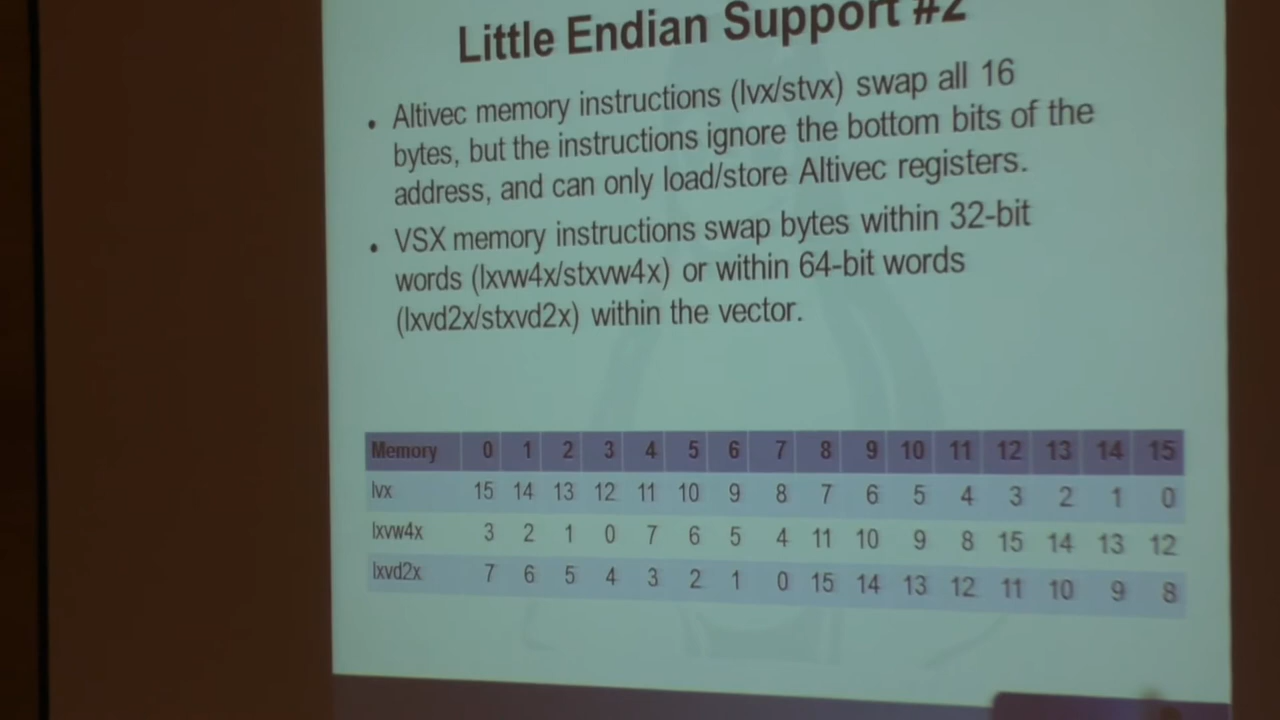 Little Endian Support #2
• Altivec memory instructions (lvx/stvx) swap all 16
bytes, but the instructions ignore the bottom bits of the
address, and can only load/store Altivec registers.
• VSX memory instructions swap bytes within 32-bit
words (lxvw4x/stxvw4x) or within 64-bit words
(lxvd2x/stxvd2x) within the vector.
Memory 0 1 2 3 4 5 6 7 8 9 10 11 12 13 14 15
lvx 15 14 13 12 11 10 9 8 7 6 5 4 3 2 1 0
lxvw4x 3 2 1 0 7 6 5 4 11 10 9 8 15 14 13 12
lxvd2x 7 6 5 4 3 2 1 0 15 14 13 12 11 10 9 8